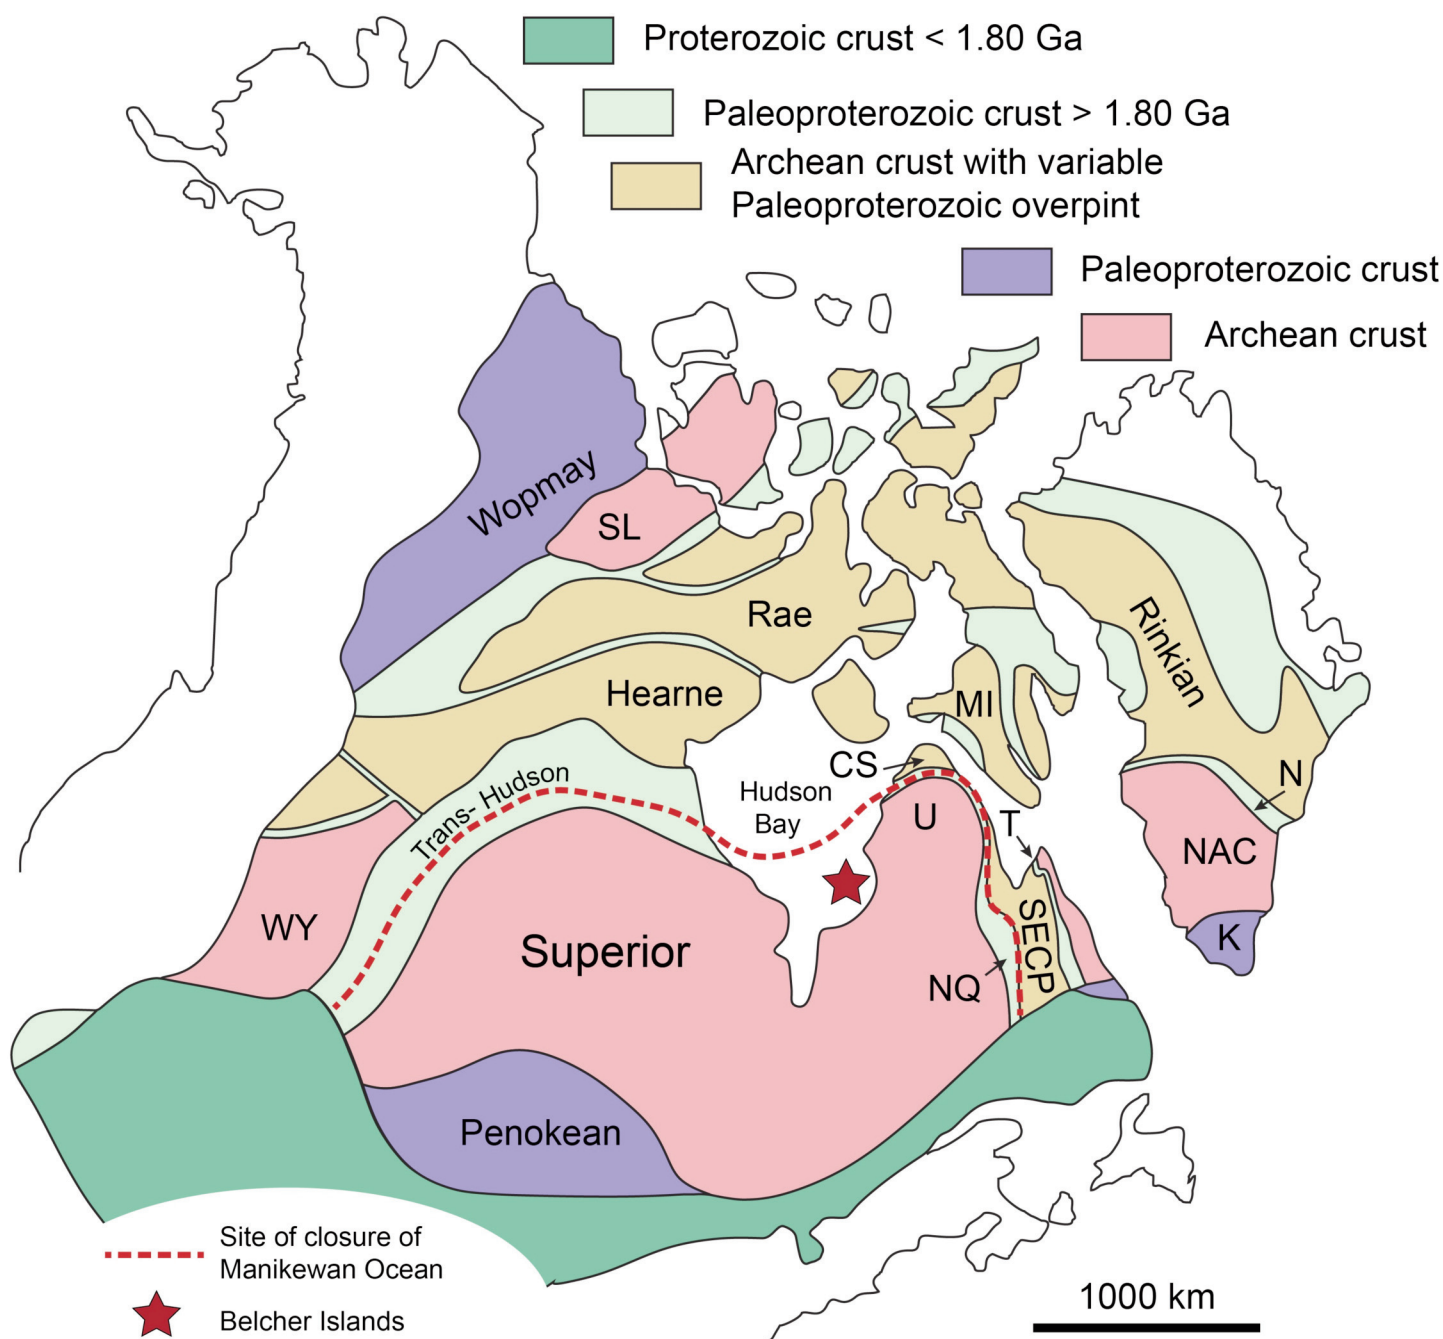 Proterozoic crust < 1.80 Ga
Paleoproterozoic crust > 1.80 Ga
Archean crust with variable
Paleoproterozoic overpint
Paleoproterozoic crust
Archean crust
Wopmay
SL
Rae
Rinkian
Hearne
MI
CS
N
Trans- Hudson
Hudson
Bay
U
T
NAC
WY
Superior
SECP
K
NQ
Penokean
Site of closure of
Manikewan Ocean
Belcher Islands
1000 km